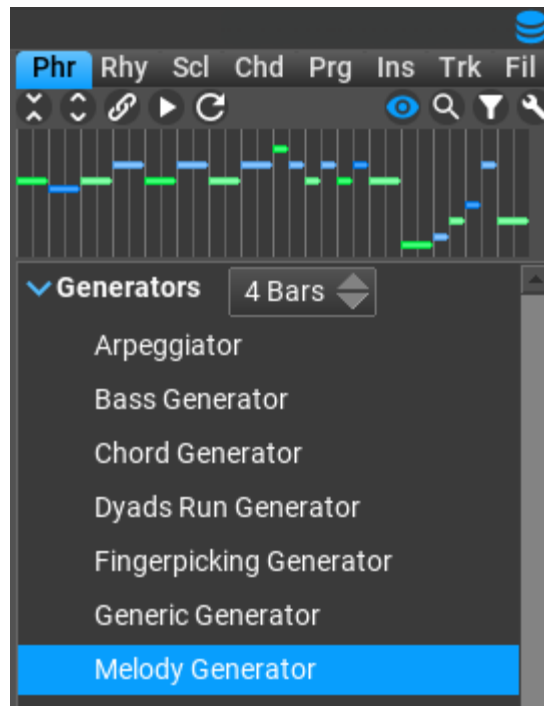 Phr Rhy Scl Chd Prg Ins Trk Fil
Generators 4 Bars
Arpeggiator
Bass Generator
Chord Generator
Dyads Run Generator
Fingerpicking Generator
Generic Generator
Melody Generator